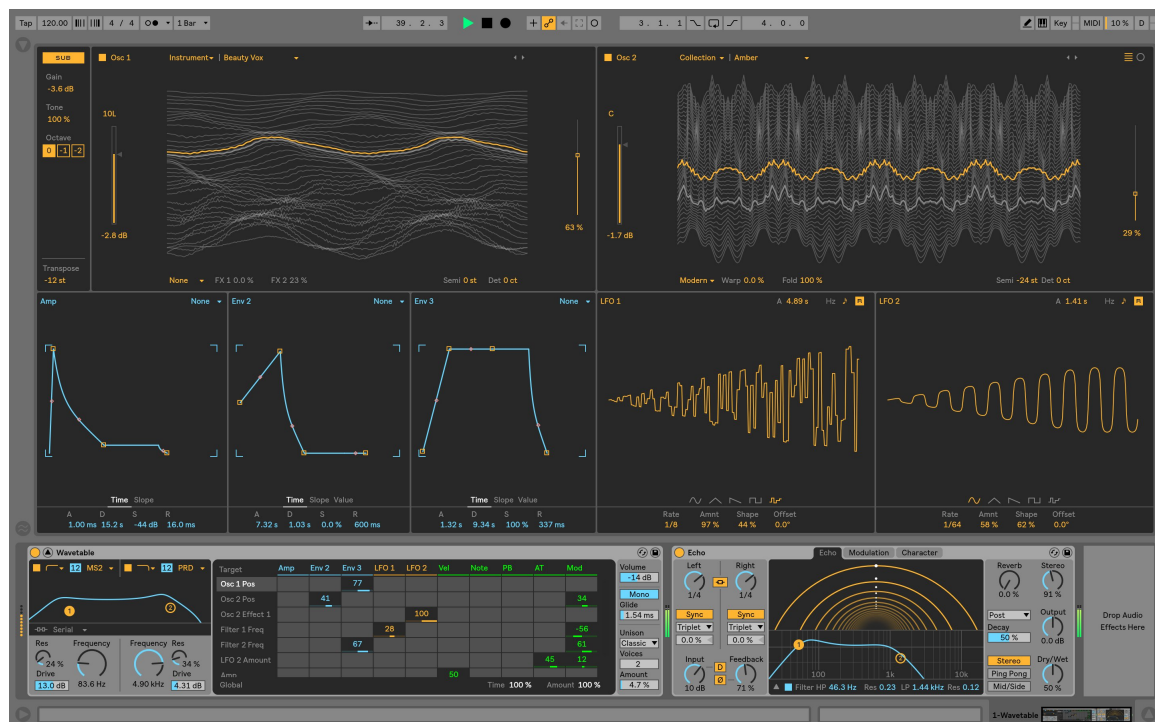 Tap 120.00 4 / 4 1 Bar 39. 2. 3 3. 1. 1 4. 0. 0 Key MIDI 10 % D
SUB
Gain
-3.6 dB
Tone
100 %
Octave
0 -1 -2
Transpose
-12 st
Osc 1 Instrument | Beauty Vox
10L
-2.8 dB
63 %
None FX 1 0.0 % FX 2 23 % Semi 0 st Det 0 ct
Osc 2 Collection | Amber
C
-1.7 dB
29 %
Modern Warp 0.0 % Fold 100 % Semi -24 st Det 0 ct
Amp None
Time Slope
A D S R
1.00 ms 15.2 s -44 dB 16.0 ms
Env 2 None
Time Slope Value
A D S R
7.32 s 1.03 s 0.0 % 600 ms
Env 3 None
Time Slope Value
A D S R
1.32 s 9.34 s 100 % 337 ms
LFO 1 A 4.89 s Hz R
Rate Amnt Shape Offset
1/8 97 % 44 % 0.0°
LFO 2 A 1.41 s Hz R
Rate Amnt Shape Offset
1/64 58 % 62 % 0.0°
Wavetable
12 MS2 12 PRD
1 2
Serial
Res Frequency Frequency Res
24 % 34 %
Drive Drive
13.0 dB 83.6 Hz 4.90 kHz 4.31 dB
Target Amp Env 2 Env 3 LFO 1 LFO 2 Vel Note PB AT Mod
Osc 1 Pos 77
Osc 2 Pos 41 34
Osc 2 Effect 1 100
Filter 1 Freq 28 -56
Filter 2 Freq 67 61
LFO 2 Amount 45 12
Amp 50
Global Time 100 % Amount 100 %
Volume
-14 dB
Mono
Glide
1.54 ms
Unison
Classic
Voices
2
Amount
4.7 %
Echo Echo Modulation Character
Left Right
1/4 1/4
Sync Sync
Triplet Triplet
0.0 % 0.0 %
Input D Feedback
Ø
10 dB 71 %
1 2
100 1k 10k
Filter HP 46.3 Hz Res 0.23 LP 1.44 kHz Res 0.12
Reverb Stereo
0.0 % 91 %
Post Output
Decay
50 % 0.0 dB
Stereo Dry/Wet
Ping Pong
Mid/Side 50 %
Drop Audio
Effects Here
1-Wavetable